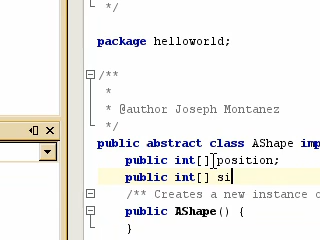 */
package helloworld;
/**
*
* @author Joseph Montanez
*/
public abstract class AShape imp
public int[] position;
public int[] si
/** Creates a new instance o
public AShape() {
}